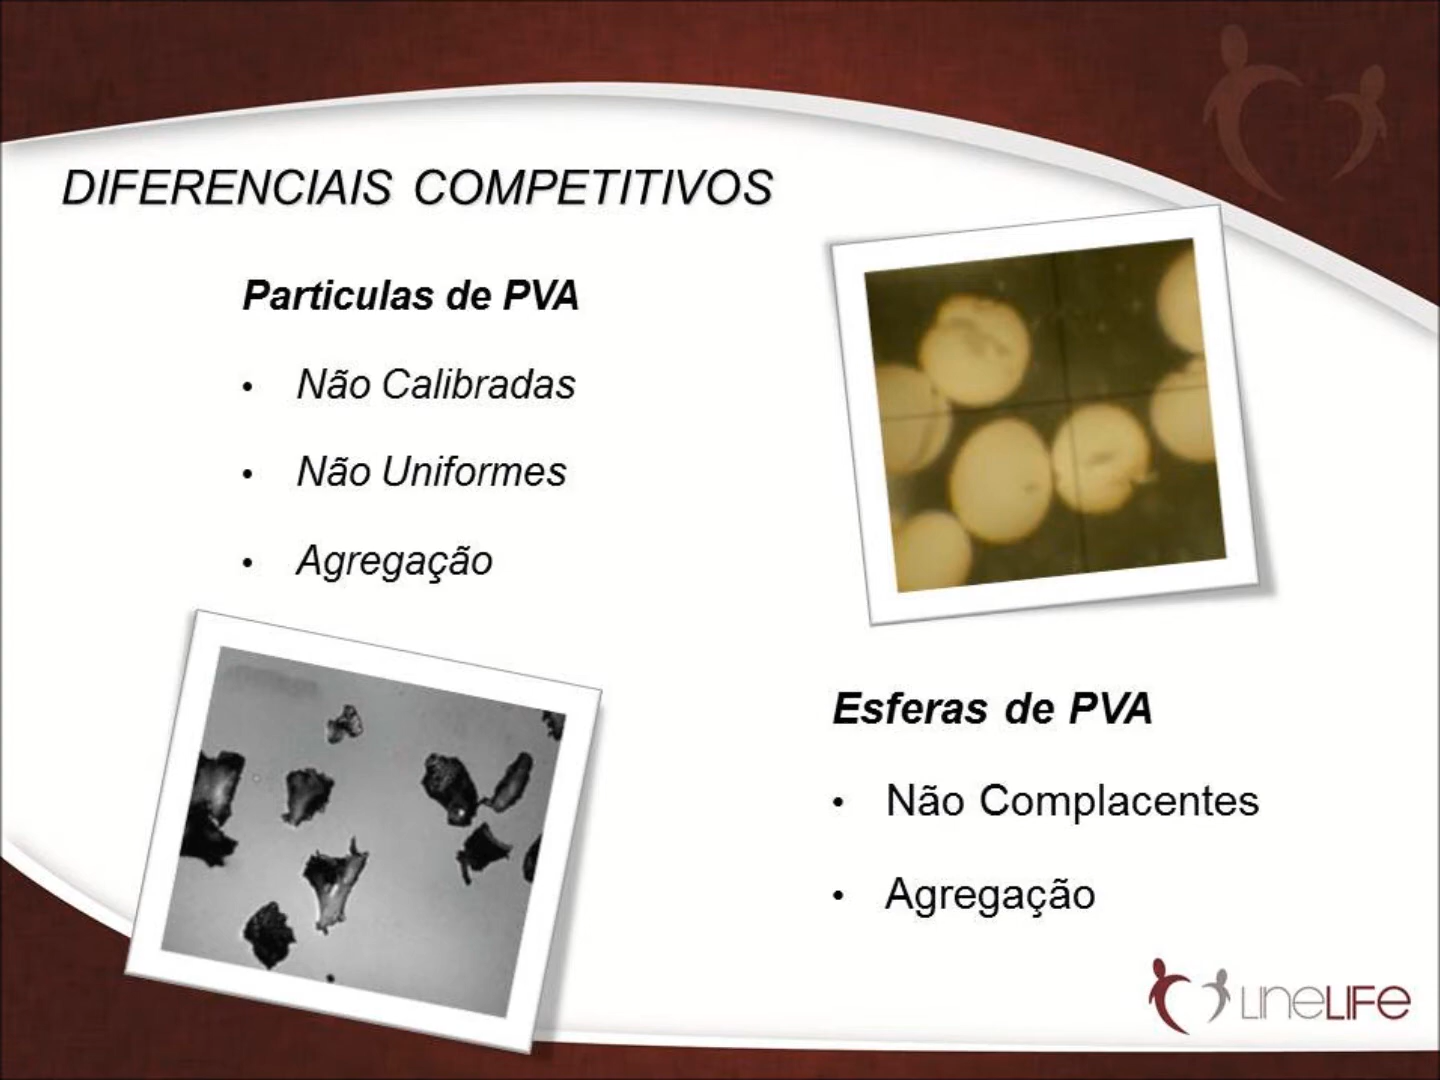 DIFERENCIAIS COMPETITIVOS
Particulas de PVA
• Não Calibradas
• Não Uniformes
• Agregação
Esferas de PVA
• Não Complacentes
• Agregação
LINELIFE